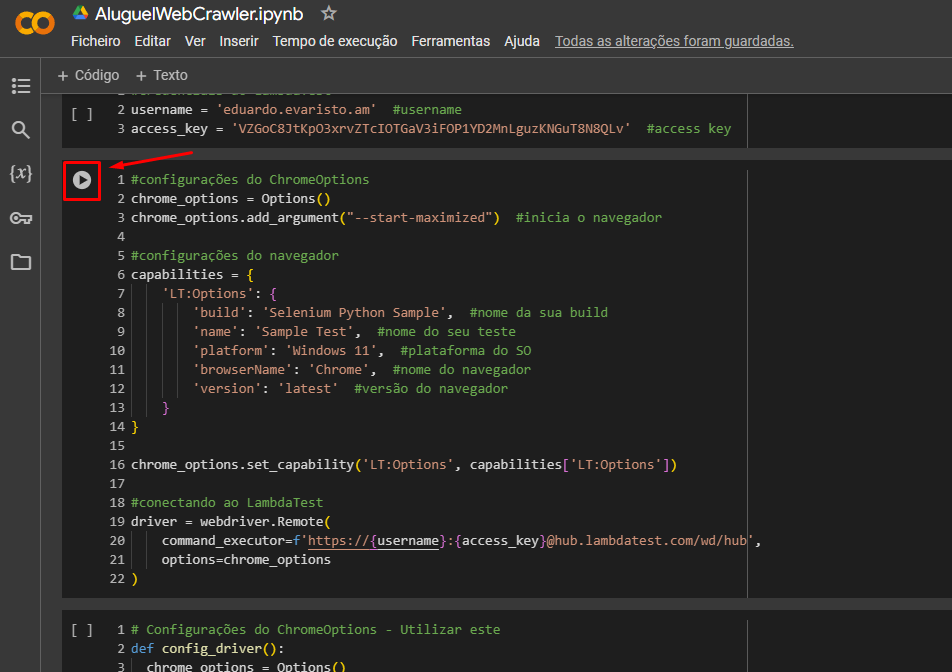 AluguelWebCrawler.ipynb
Ficheiro Editar Ver Inserir Tempo de execução Ferramentas Ajuda Todas as alterações foram guardadas.
+ Código + Texto
[ ]
2 username = 'eduardo.evaristo.am' #username
3 access_key = 'VZGoC8JtKpO3xrvZTcIOTGaV3iFOP1YD2MnLguzKNGuT8N8QLv' #access key
1 #configurações do ChromeOptions
2 chrome_options = Options()
3 chrome_options.add_argument("--start-maximized") #inicia o navegador
4
5 #configurações do navegador
6 capabilities = {
7 'LT:Options': {
8 'build': 'Selenium Python Sample', #nome da sua build
9 'name': 'Sample Test', #nome do seu teste
10 'platform': 'Windows 11', #plataforma do SO
11 'browserName': 'Chrome', #nome do navegador
12 'version': 'latest' #versão do navegador
13 }
14 }
15
16 chrome_options.set_capability('LT:Options', capabilities['LT:Options'])
17
18 #conectando ao LambdaTest
19 driver = webdriver.Remote(
20 command_executor=f'https://{username}:{access_key}@hub.lambdatest.com/wd/hub',
21 options=chrome_options
22 )
[ ] 1 # Configurações do ChromeOptions - Utilizar este
2 def config_driver():
3 chrome_options = Options()